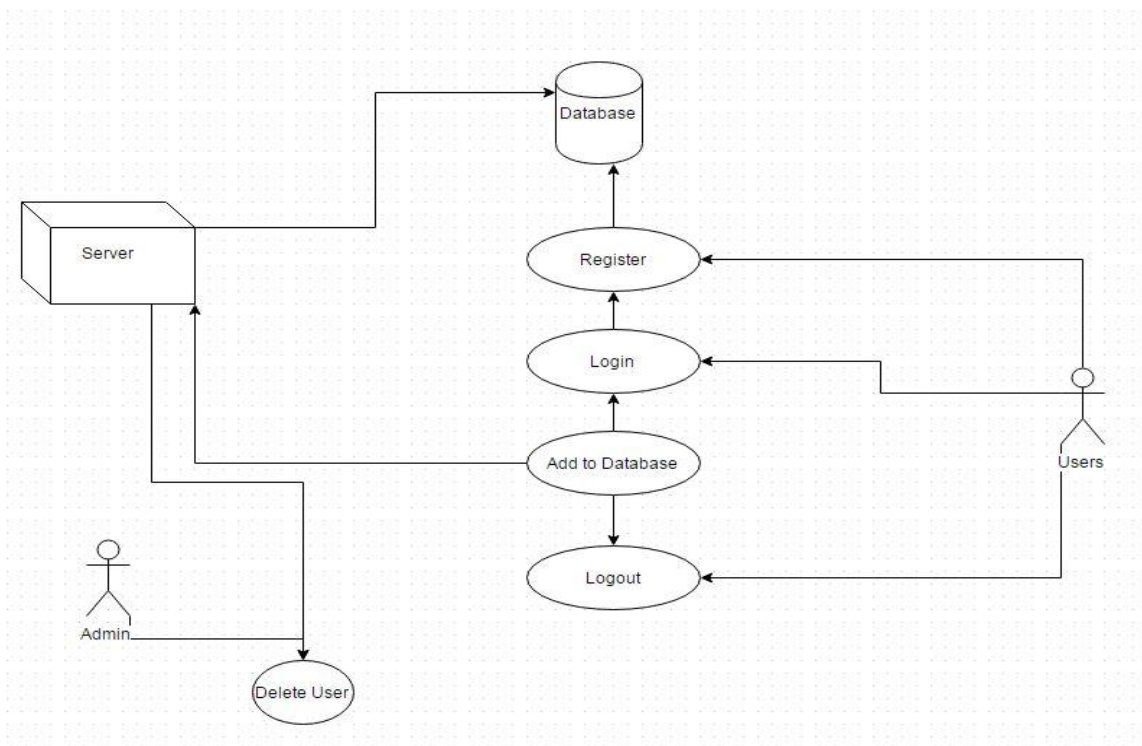 Database
Server
Register
Login
Add to Database
Users
Logout
Admin
Delete User